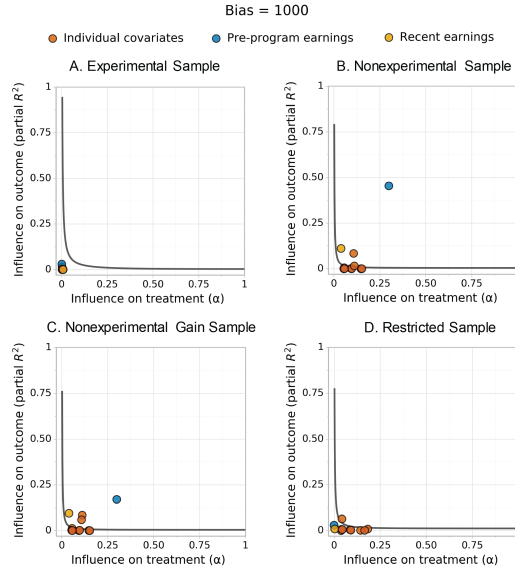 Bias = 1000
Individual covariates Pre-program earnings Recent earnings
A. Experimental Sample
B. Nonexperimental Sample
Influence on outcome (partial R²)
1
0.75
0.50
0.25
0
0 0.25 0.50 0.75 1
Influence on treatment (α)
Influence on outcome (partial R²)
1
0.75
0.50
0.25
0
0 0.25 0.50 0.75
Influence on treatment (α)
C. Nonexperimental Gain Sample
D. Restricted Sample
Influence on outcome (partial R²)
1
0.75
0.50
0.25
0
0 0.25 0.50 0.75 1
Influence on treatment (α)
Influence on outcome (partial R²)
1
0.75
0.50
0.25
0
0 0.25 0.50 0.75
Influence on treatment (α)